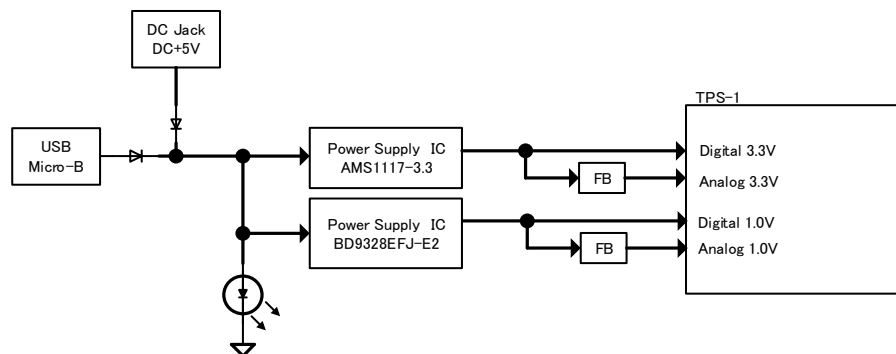 DC Jack
DC+5V
USB
Micro-B
Power Supply IC
AMS1117-3.3
Power Supply IC
BD9328EFJ-E2
FB
FB
TPS-1
Digital 3.3V
Analog 3.3V
Digital 1.0V
Analog 1.0V